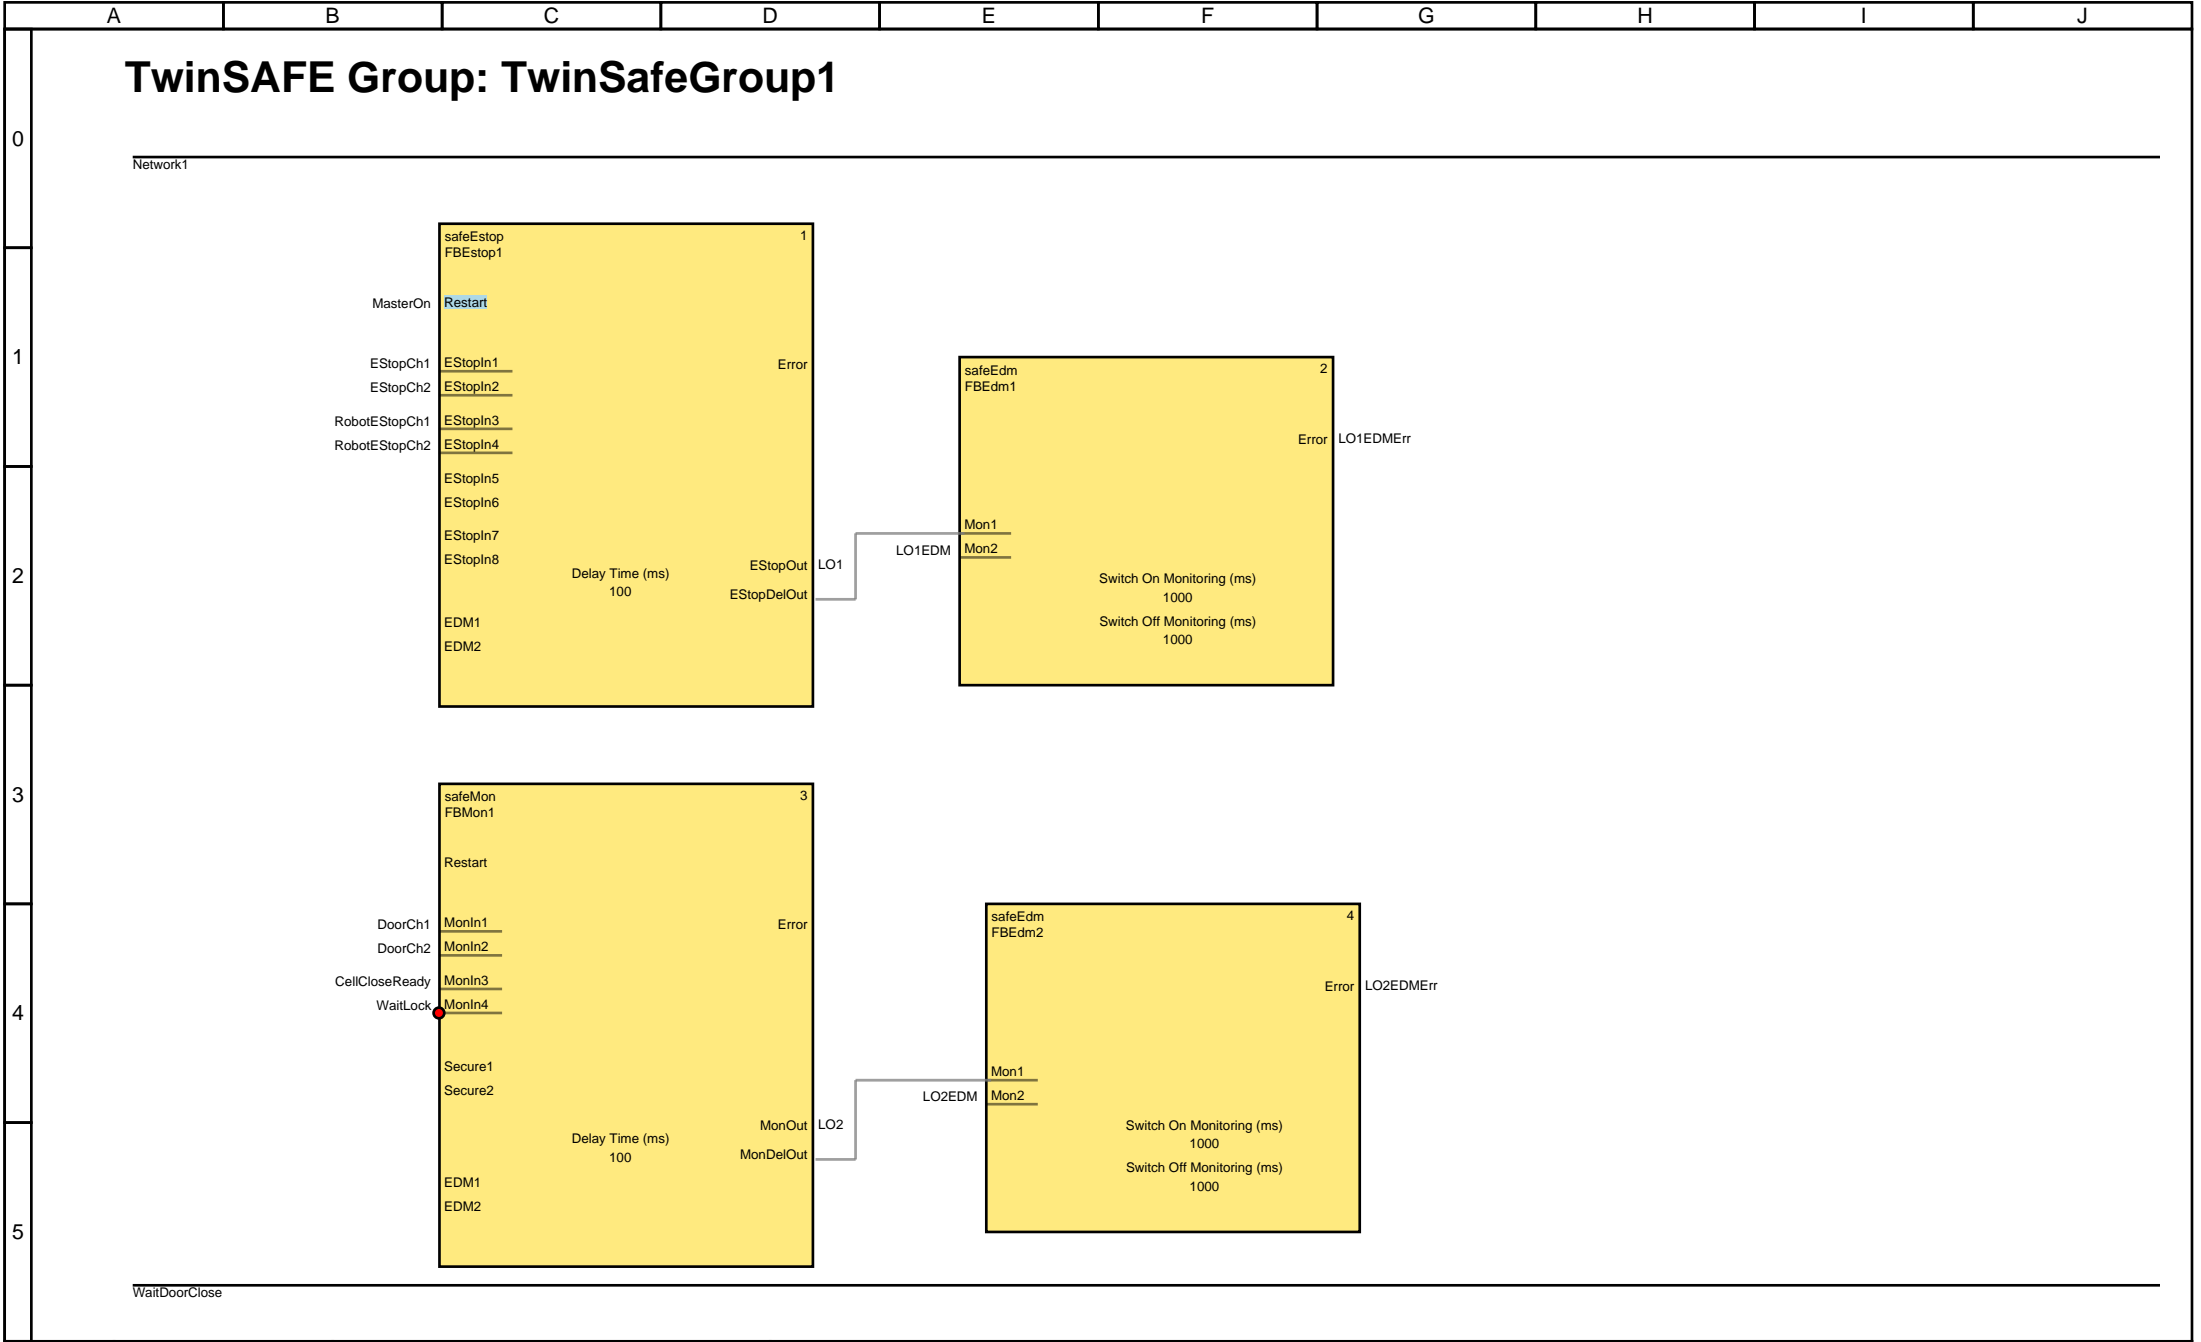 A B C D E F G H I J
TwinSAFE Group: TwinSafeGroup1
0
Network1
safeEstop 1
FBEstop1
MasterOn Restart
1
EStopCh1 EStopIn1 Error
EStopCh2 EStopIn2
RobotEStopCh1 EStopIn3
RobotEStopCh2 EStopIn4
EStopIn5
EStopIn6
EStopIn7
EStopIn8
Delay Time (ms)
100
EStopOut LO1
EStopDelOut
EDM1
EDM2
safeEdm 2
FBEdm1
Error LO1EDMErr
Mon1
LO1EDM Mon2
Switch On Monitoring (ms)
1000
Switch Off Monitoring (ms)
1000
2
3
safeMon 3
FBMon1
Restart
DoorCh1 MonIn1 Error
DoorCh2 MonIn2
CellCloseReady MonIn3
WaitLock MonIn4
4
Secure1
Secure2
Delay Time (ms)
100
MonOut LO2
MonDelOut
EDM1
EDM2
safeEdm 4
FBEdm2
Error LO2EDMErr
Mon1
LO2EDM Mon2
Switch On Monitoring (ms)
1000
Switch Off Monitoring (ms)
1000
5
WaitDoorClose